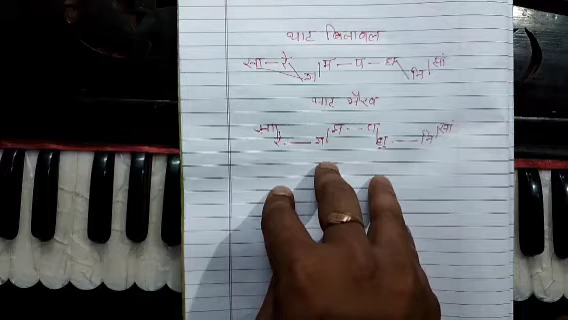 थाट बिलावल
सा — रे ग म — प — ध नि सां
थाट भैरव
सा रे — ग म — प ध — नि सां